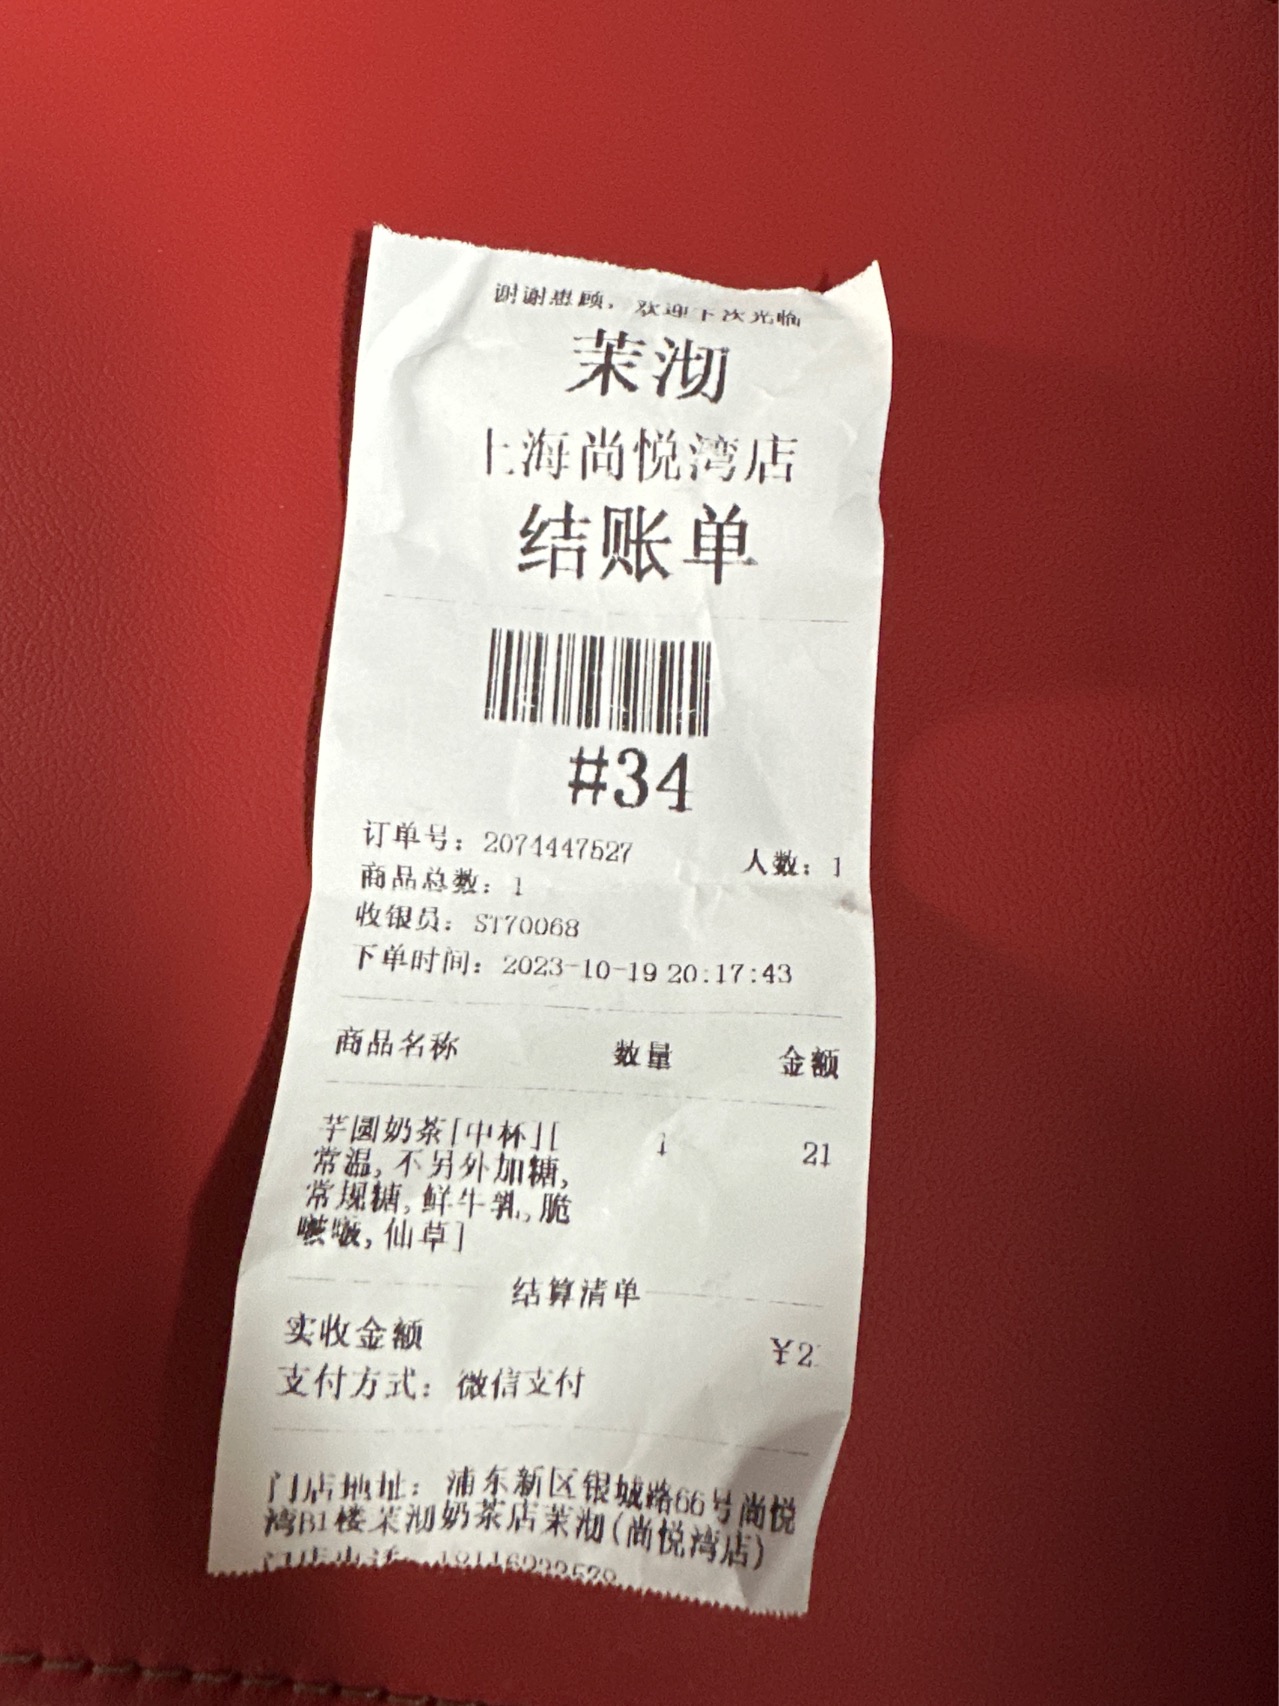 谢谢惠顾，欢迎下次光临
茉沏
上海尚悦湾店
结账单
#34
订单号：2074447527 人数：1
商品总数：1
收银员：ST70068
下单时间：2023-10-19 20:17:43
商品名称 数量 金额
芋圆奶茶[中杯][ 1 21
常温,不另外加糖,
常规糖,鲜牛乳,脆
啵啵,仙草]
结算清单
实收金额
支付方式：微信支付
门店地址：浦东新区银城路66号尚悦
湾B1楼茉沏奶茶店茉沏(尚悦湾店)
门店电话：